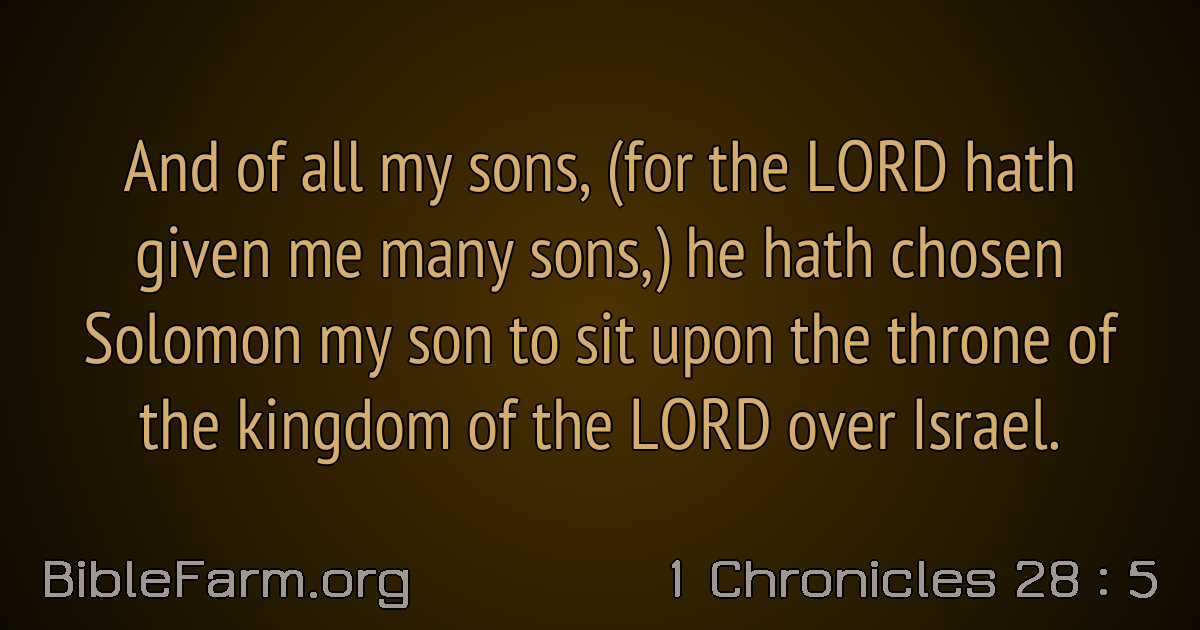 And of all my sons, (for the LORD hath
given me many sons,) he hath chosen
Solomon my son to sit upon the throne of
the kingdom of the LORD over Israel.
BibleFarm.org
1 Chronicles 28 : 5